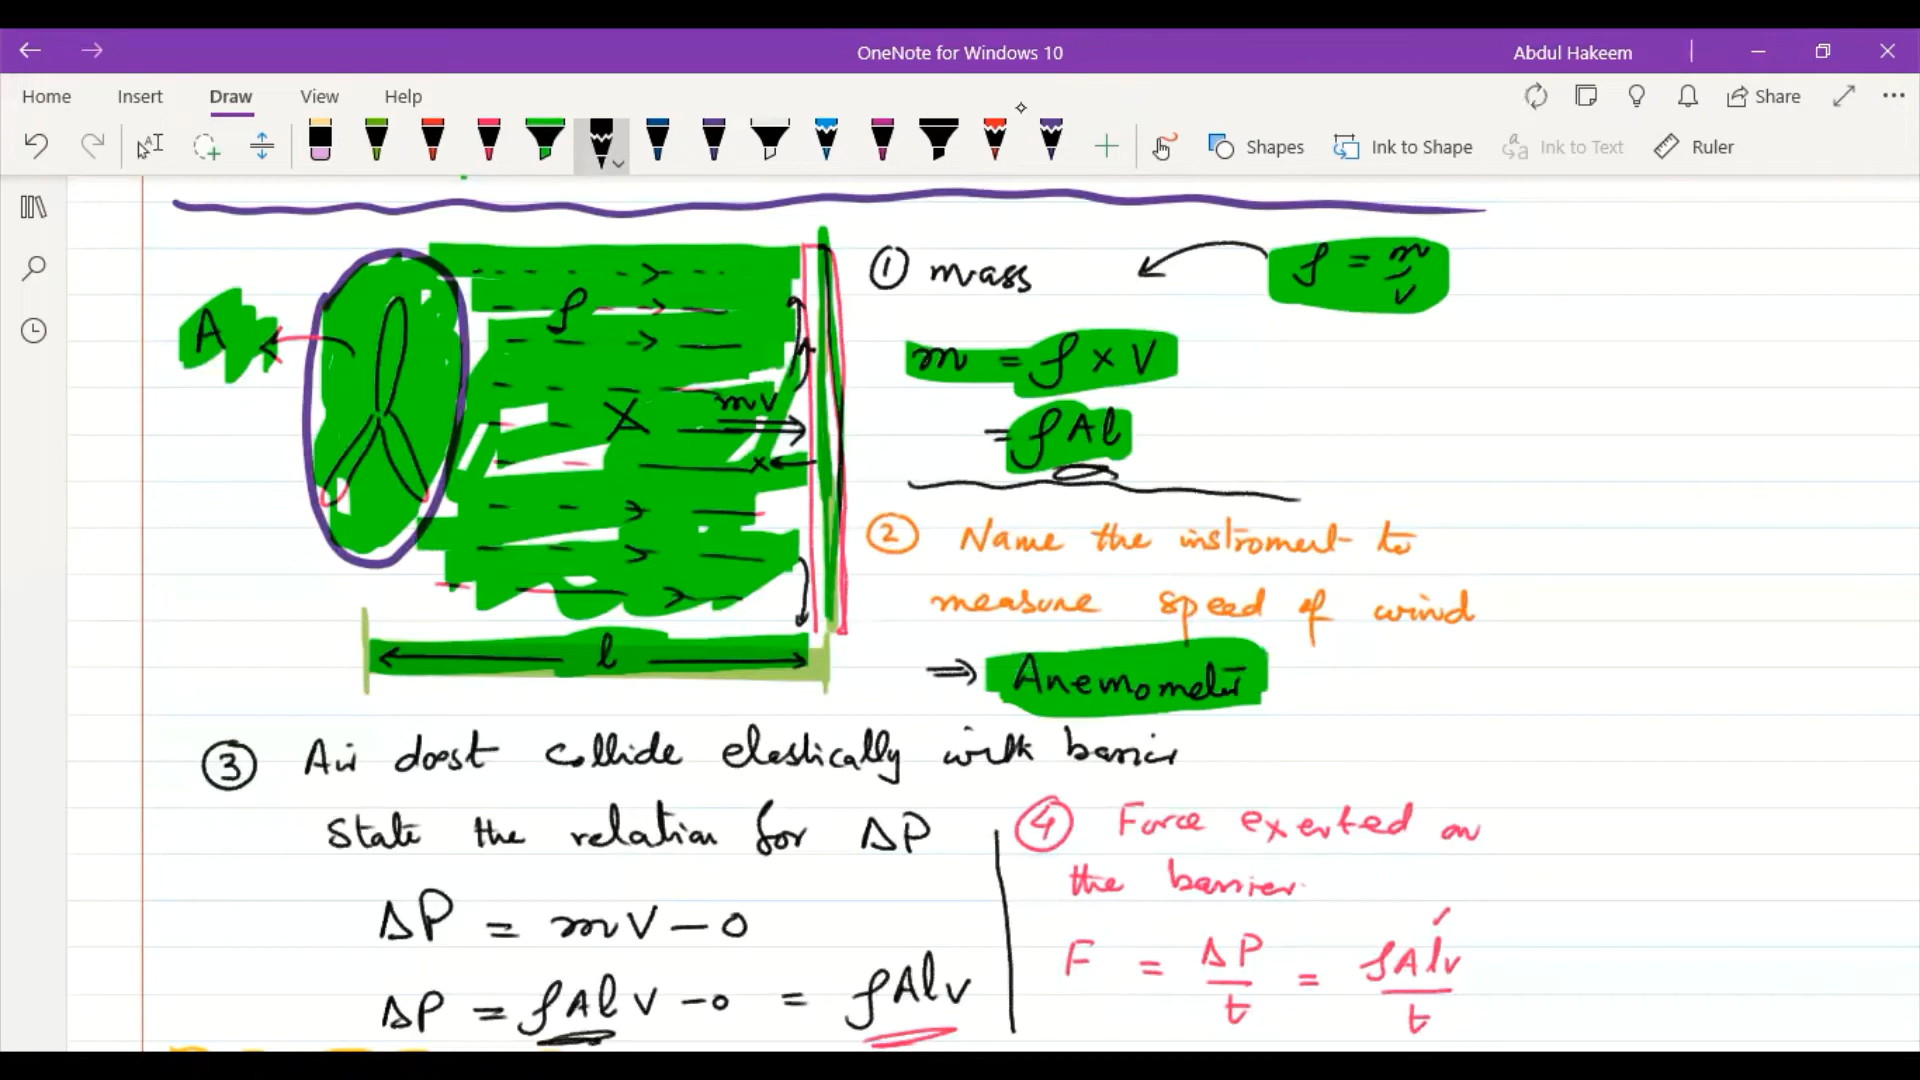 OneNote for Windows 10
Abdul Hakeem
Home Insert Draw View Help
Share
Shapes Ink to Shape Ink to Text Ruler
A
ρ
X
mv
x
l
① mass
ρ = m/v
m = ρ x V
= ρAl
② Name the instroment to
measure speed of wind
⇒ Anemometer
③ Air doest collide elastically with barrier
State the relation for ΔP
ΔP = mV - 0
ΔP = ρAl V - 0 = ρAlv
④ Force exerted on
the barrier.
F = ΔP/t = ρAlv/t